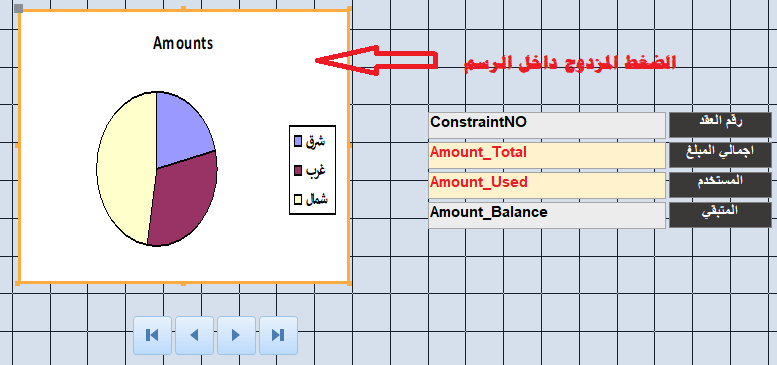 Amounts
الضغط المزدوج داخل الرسم
شرق
غرب
شمال
رقم العقد ConstraintNO
اجمالي المبلغ Amount_Total
المستخدم Amount_Used
المتبقي Amount_Balance